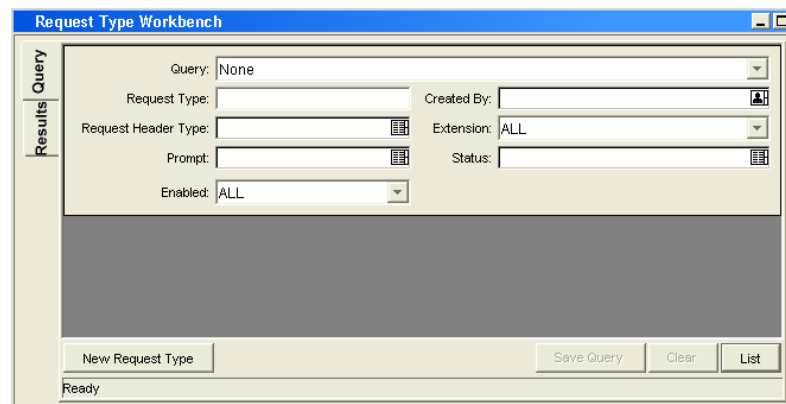 Request Type Workbench
Query
Results
Query: None
Request Type: Created By:
Request Header Type: Extension: ALL
Prompt: Status:
Enabled: ALL
New Request Type Save Query Clear List
Ready